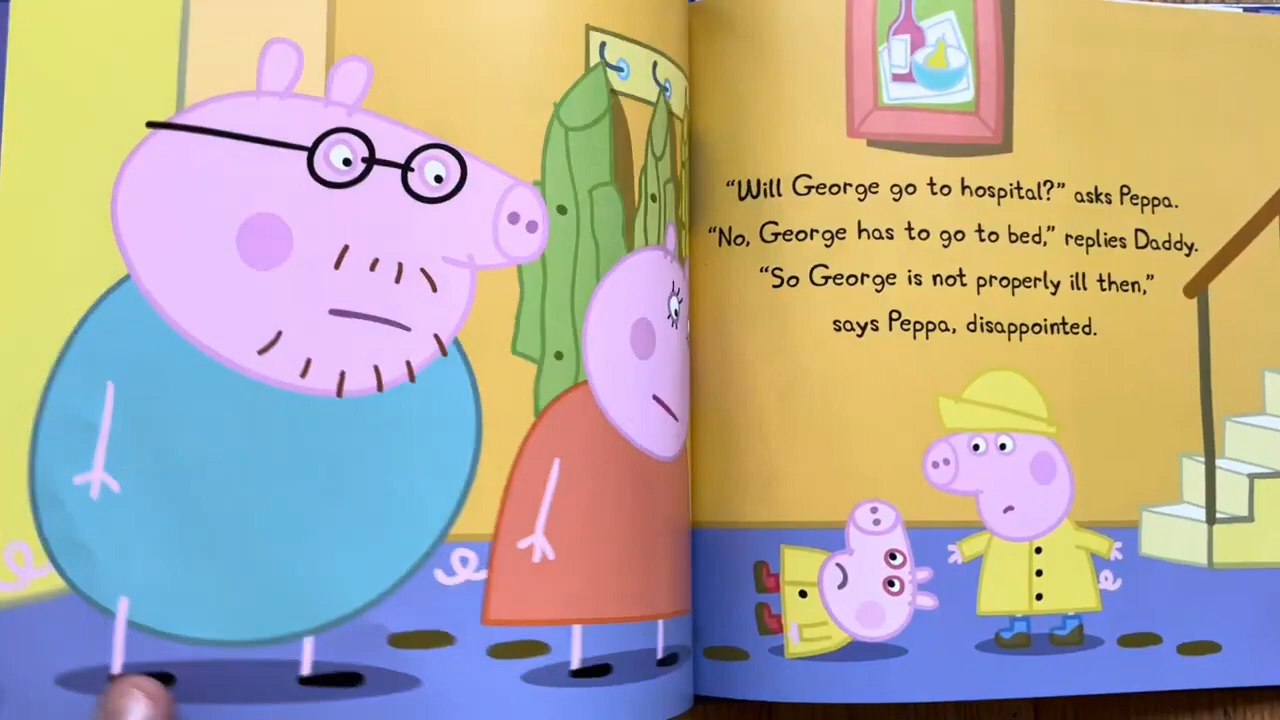 “Will George go to hospital?” asks Peppa.
“No, George has to go to bed,” replies Daddy.
“So George is not properly ill then,”
says Peppa, disappointed.